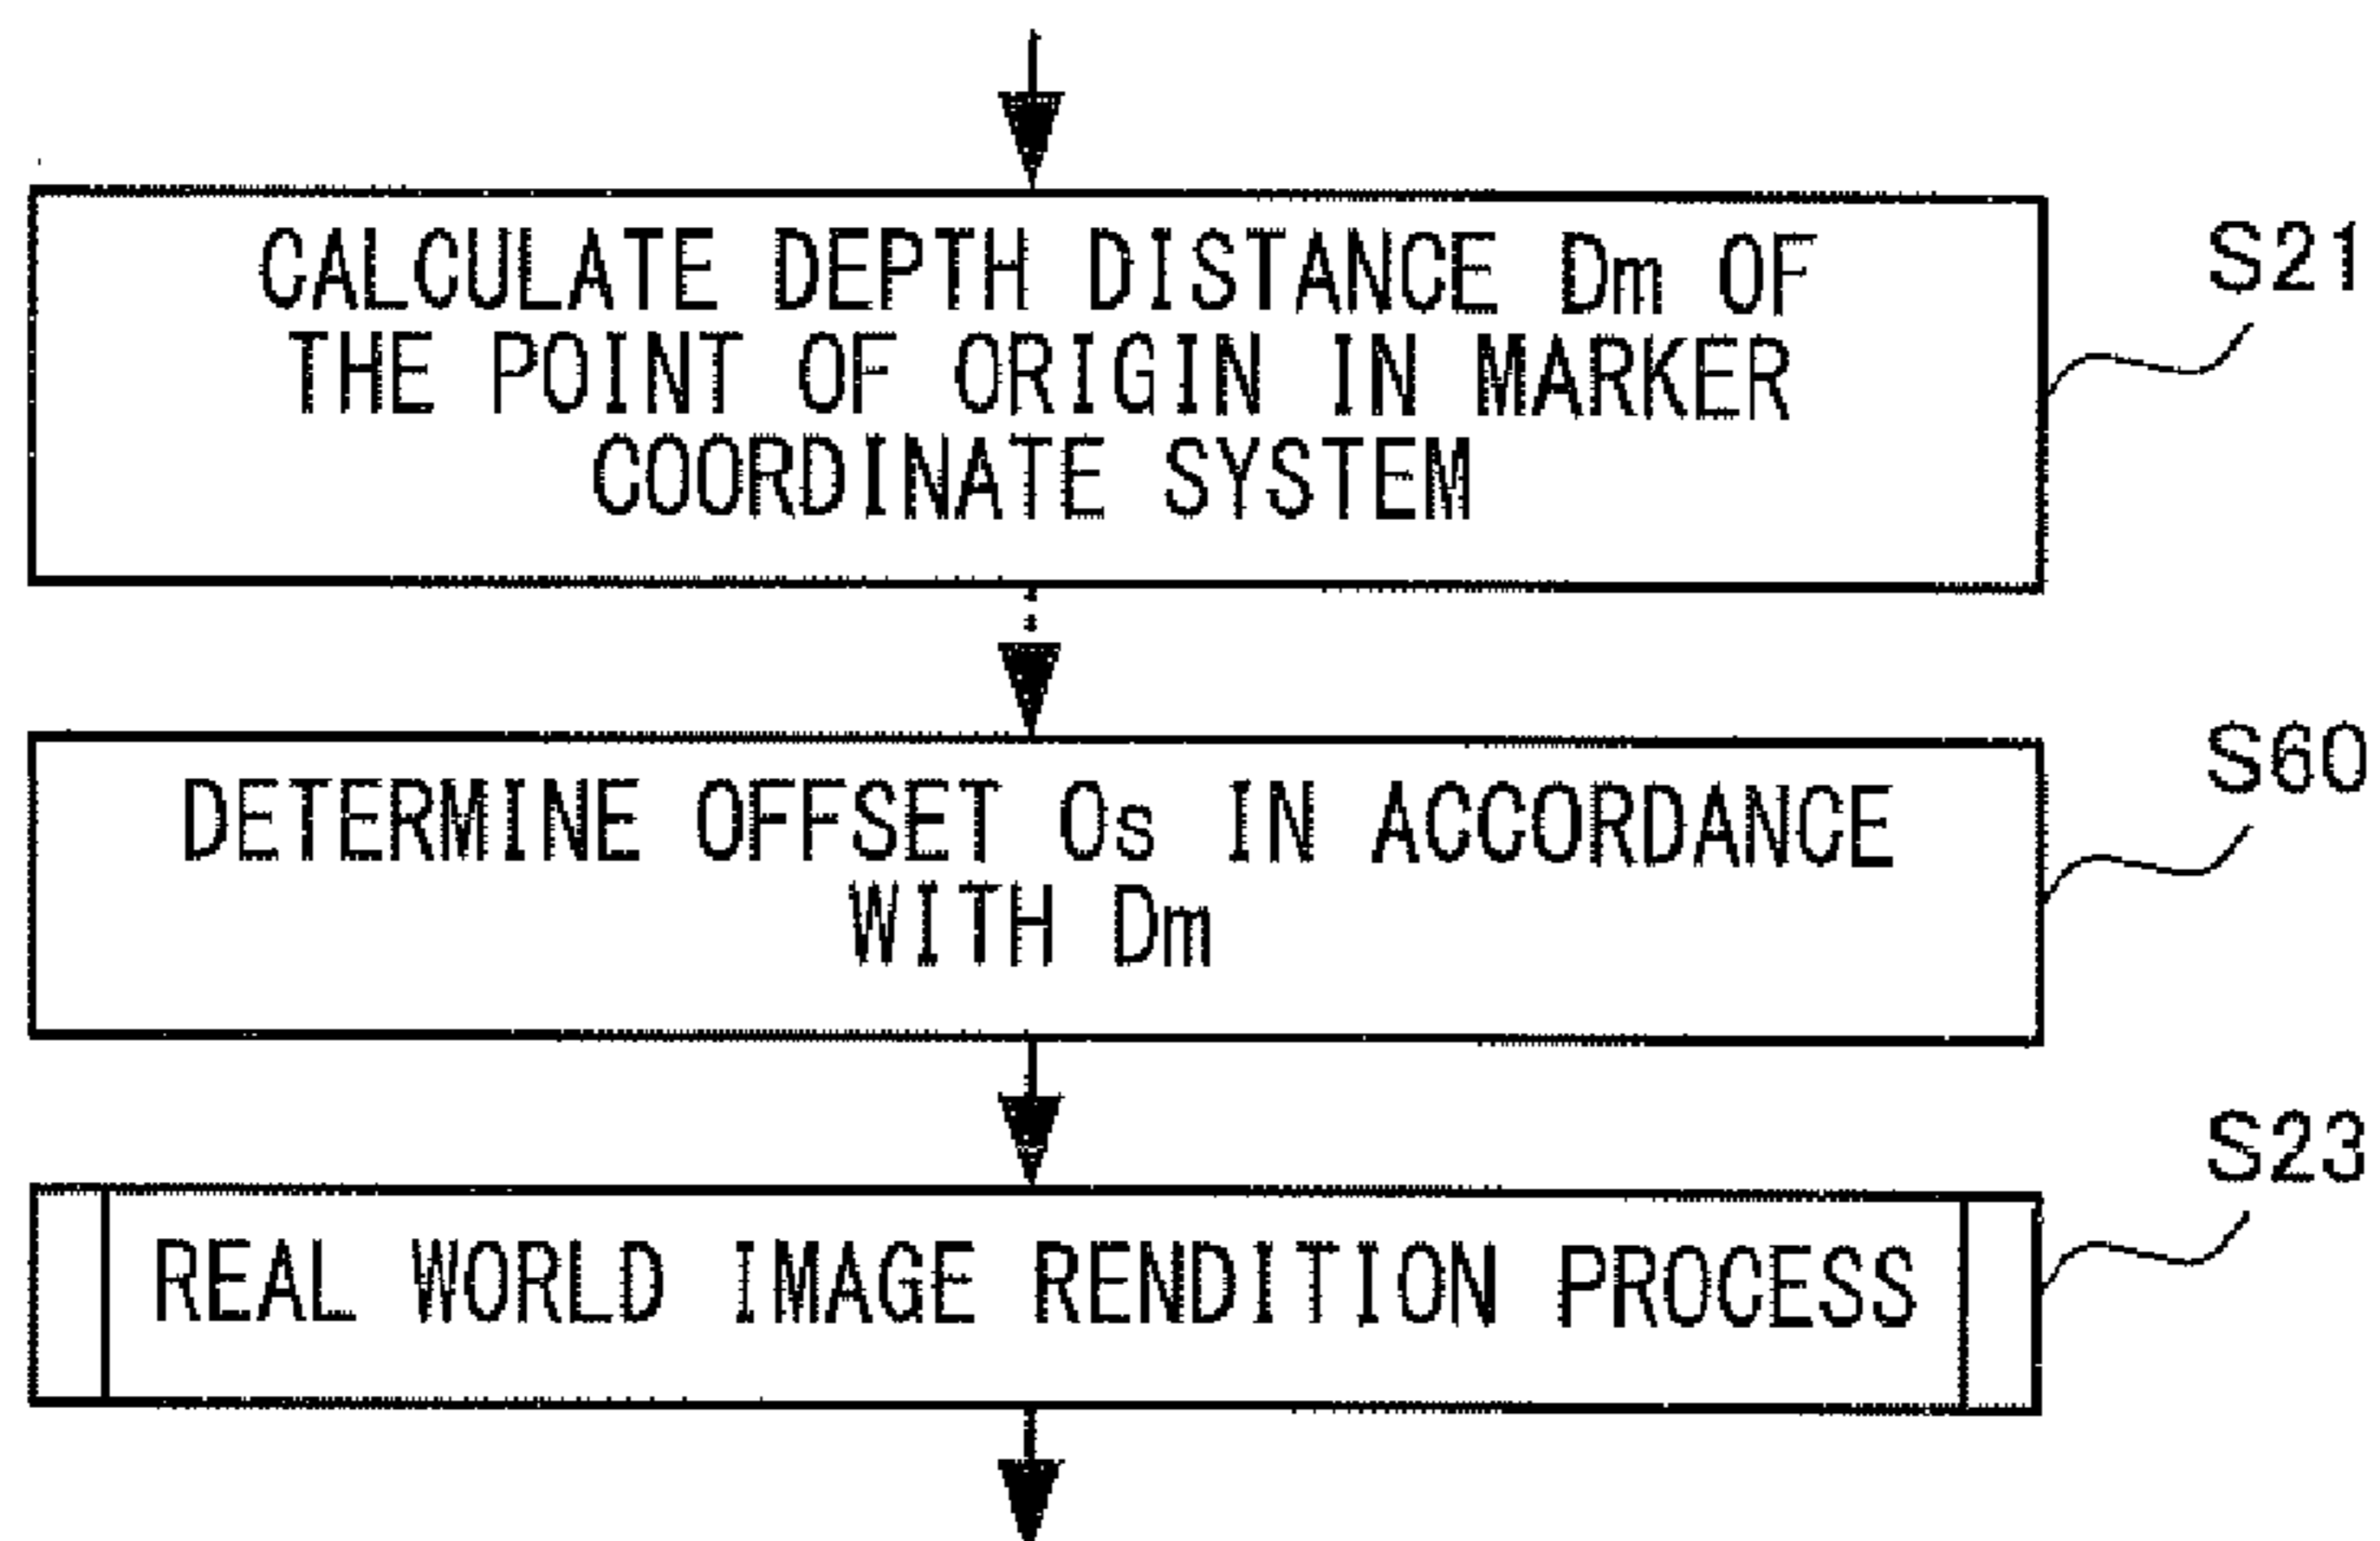 CALCULATE DEPTH DISTANCE Dm OF
THE POINT OF ORIGIN IN MARKER
COORDINATE SYSTEM
S21
DETERMINE OFFSET Os IN ACCORDANCE
WITH Dm
S60
REAL WORLD IMAGE RENDITION PROCESS
S23